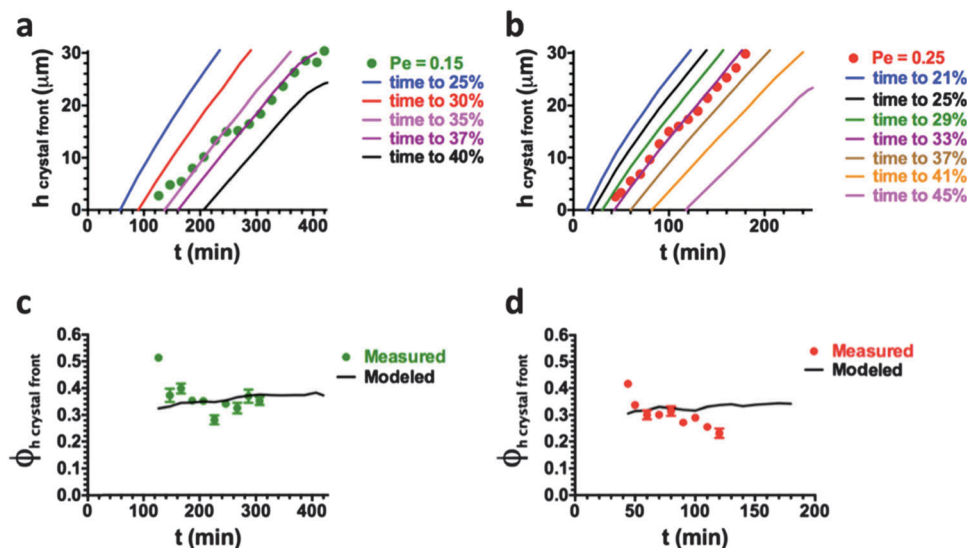 a
b
h crystal front (μm)
30
20
10
0
0
200
400
t (min)
Pe = 0.15
time to 25%
time to 30%
time to 35%
time to 37%
time to 40%
h crystal front (μm)
30
20
10
0
0
100
200
t (min)
Pe = 0.25
time to 21%
time to 25%
time to 29%
time to 33%
time to 37%
time to 41%
time to 45%
c
d
ϕh crystal front
0.6
0.5
0.4
0.3
0.2
0.1
0.0
0
200
400
t (min)
Measured
Modeled
ϕh crystal front
0.6
0.5
0.4
0.3
0.2
0.1
0.0
0
50
100
150
200
t (min)
Measured
Modeled